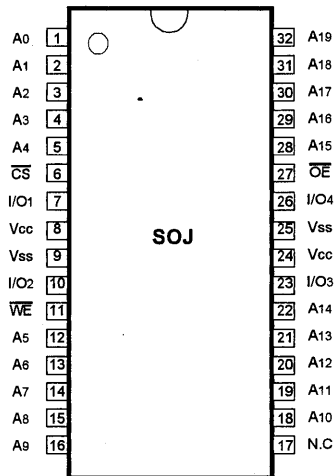 A0 1 32 A19
A1 2 31 A18
A2 3 30 A17
A3 4 29 A16
A4 5 28 A15
C̅S̅ 6 27 O̅E̅
I/O1 7 26 I/O4
Vcc 8 25 Vss
SOJ
Vss 9 24 Vcc
I/O2 10 23 I/O3
W̅E̅ 11 22 A14
A5 12 21 A13
A6 13 20 A12
A7 14 19 A11
A8 15 18 A10
A9 16 17 N.C